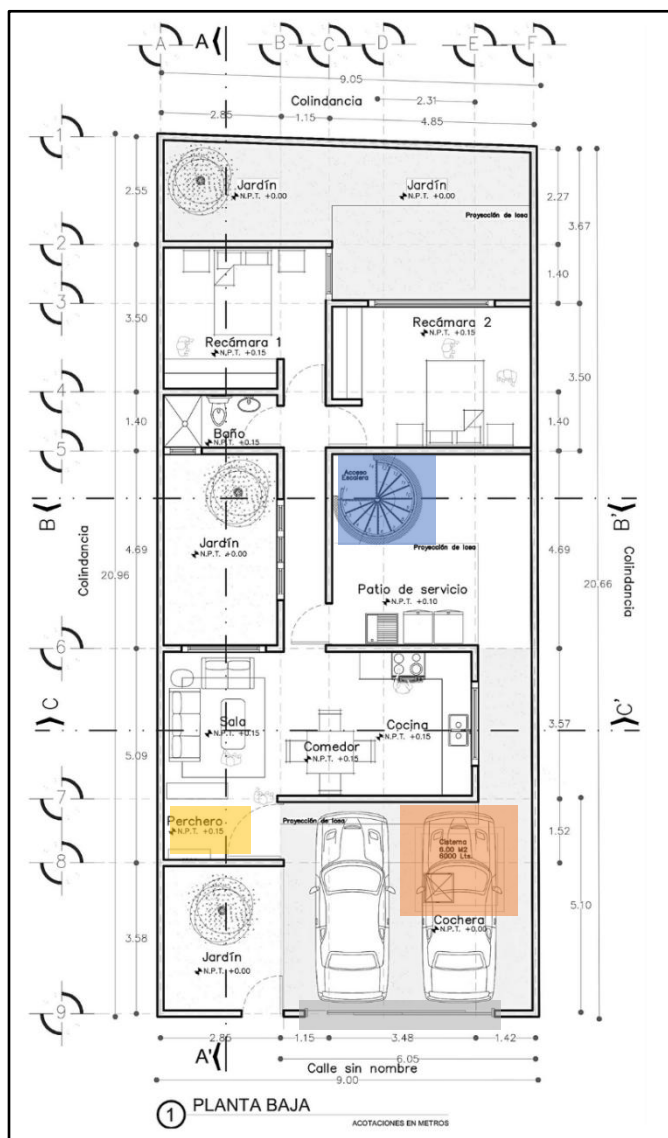 A
A B C D E F
9.05
Colindancia
2.31
2.85 1.15 4.85
1
2
3
4
5
6
7
8
9
2.55
3.50
1.40
4.69
5.09
3.58
20.96
Colindancia
B
C
Jardín
N.P.T. +0.00
Jardín
N.P.T. +0.00
Proyección de losa
Recámara 1
N.P.T. +0.15
Recámara 2
N.P.T. +0.15
Baño
N.P.T. +0.15
Acceso
Escalera
Jardín
N.P.T. +0.00
Proyección de losa
Patio de servicio
N.P.T. +0.10
Sala
N.P.T. +0.15
Cocina
N.P.T. +0.15
Comedor
N.P.T. +0.15
Perchero
N.P.T. +0.15
Proyección de losa
Cisterna
6.00 M2
6000 Lts.
Cochera
N.P.T. +0.00
Jardín
N.P.T. +0.00
2.27
3.67
1.40
3.50
1.40
B'
4.69
Colindancia
20.66
C'
3.57
1.52
5.10
2.85 1.15 3.48 1.42
A'
6.05
Calle sin nombre
9.00
1 PLANTA BAJA
ACOTACIONES EN METROS